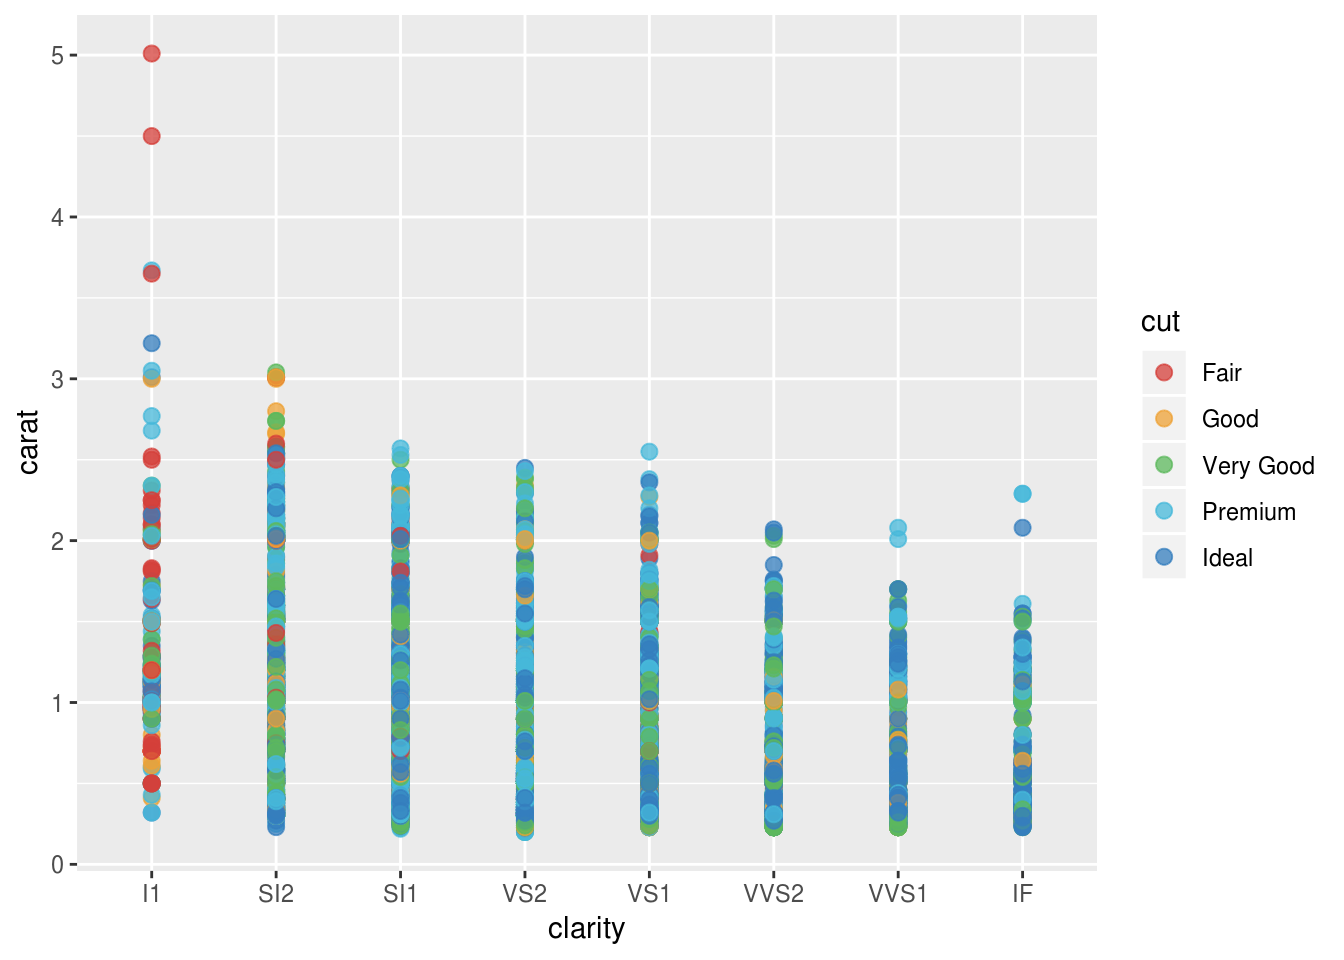 5
4
3
2
1
0
carat
I1 SI2 SI1 VS2 VS1 VVS2 VVS1 IF
clarity
cut
Fair
Good
Very Good
Premium
Ideal